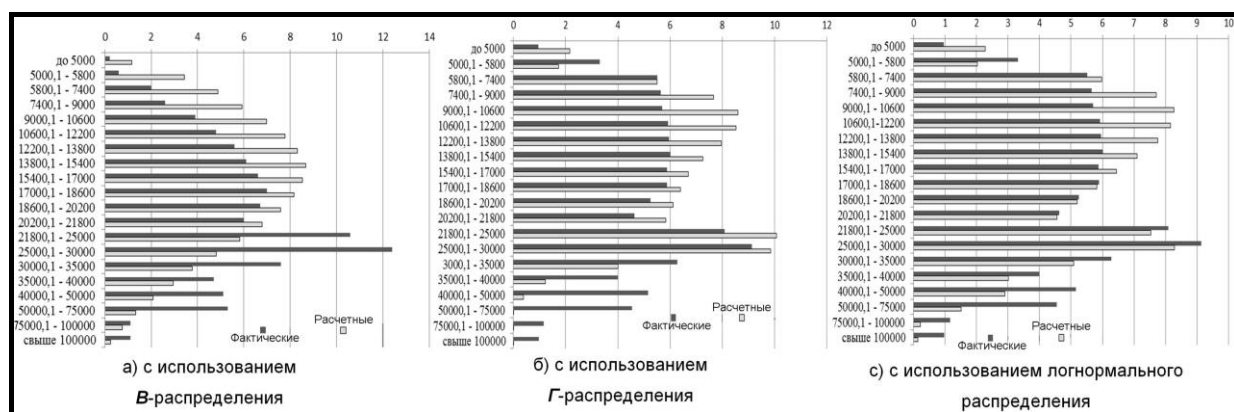 0 2 4 6 8 10 12 14
до 5000
5000,1 - 5800
5800,1 - 7400
7400,1 - 9000
9000,1 - 10600
10600,1 - 12200
12200,1 - 13800
13800,1 - 15400
15400,1 - 17000
17000,1 - 18600
18600,1 - 20200
20200,1 - 21800
21800,1 - 25000
25000,1 - 30000
30000,1 - 35000
35000,1 - 40000
40000,1 - 50000
50000,1 - 75000
75000,1 - 100000
свыше 100000
Фактические
Расчетные
а) с использованием
В-распределения
0 2 4 6 8 10 12
до 5000
5000,1 - 5800
5800,1 - 7400
7400,1 - 9000
9000,1 - 10600
10600,1 - 12200
12200,1 - 13800
13800,1 - 15400
15400,1 - 17000
17000,1 - 18600
18600,1 - 20200
20200,1 - 21800
21800,1 - 25000
25000,1 - 30000
3000,1 - 35000
35000,1 - 40000
40000,1 - 50000
50000,1 - 75000
75000,1 - 100000
свыше 100000
Фактические
Расчетные
б) с использованием
Г-распределения
0 1 2 3 4 5 6 7 8 9 10
до 5000
5000,1 - 5800
5800,1 - 7400
7400,1 - 9000
9000,1 - 10600
10600,1-12200
12200,1 - 13800
13800,1 - 15400
15400,1 - 17000
17000,1 - 18600
18600,1 - 20200
20200,1 - 21800
21800,1 - 25000
25000,1 - 30000
30000,1 - 35000
35000,1 - 40000
40000,1 - 50000
50000,1 - 75000
75000,1 - 100000
свыше 100000
Фактические
Расчетные
с) с использованием логнормального
распределения